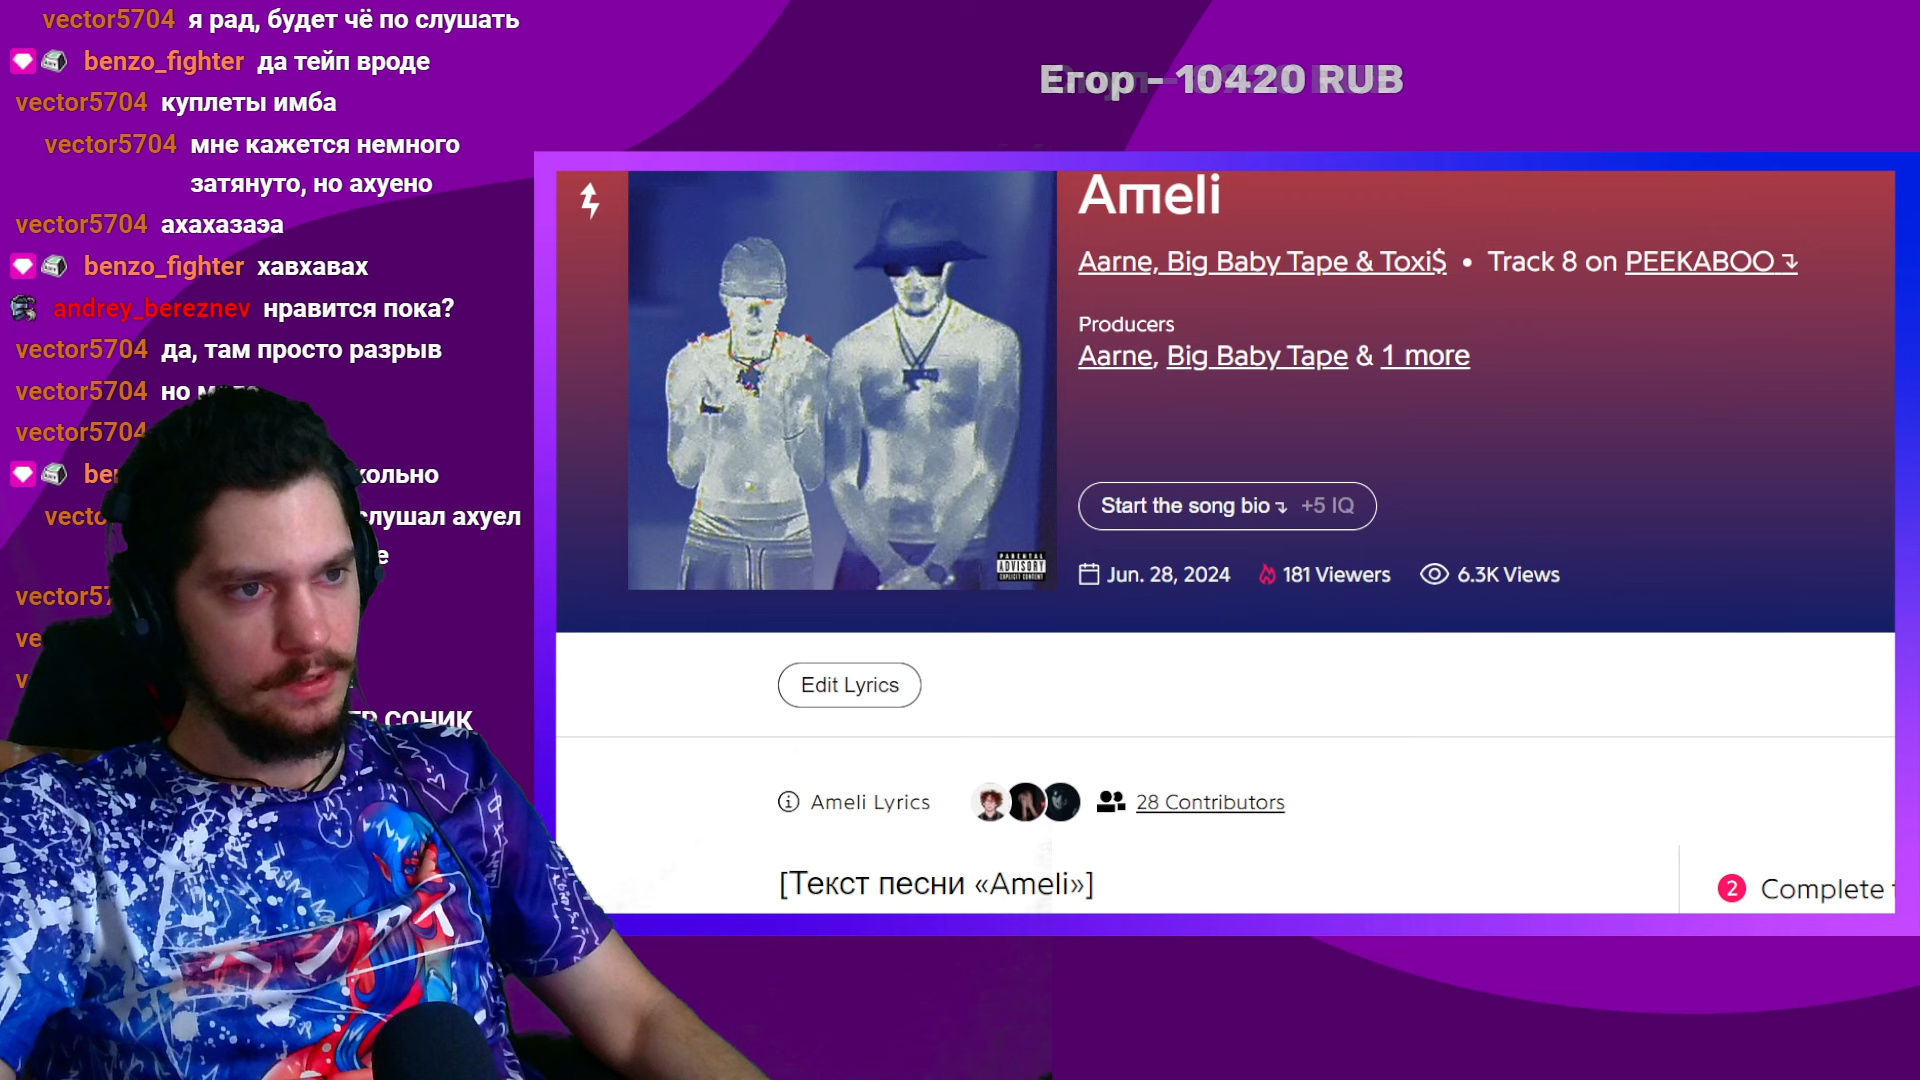 vector5704 я рад, будет чё по слушать
benzo_fighter да тейп вроде
vector5704 куплеты имба
vector5704 мне кажется немного
затянуто, но ахуено
vector5704 ахахазаэа
benzo_fighter хавхавах
andrey_bereznev нравится пока?
vector5704 да, там просто разрыв
vector5704 но
vector5704
слушал ахуел
СОНИК
Егор - 10420 RUB
Ameli
Aarne, Big Baby Tape & Toxi$ • Track 8 on PEEKABOO
Producers
Aarne, Big Baby Tape & 1 more
Start the song bio +5 IQ
PARENTAL
ADVISORY
EXPLICIT CONTENT
Jun. 28, 2024 181 Viewers 6.3K Views
Edit Lyrics
Ameli Lyrics 28 Contributors
[Текст песни «Ameli»]
2 Complete